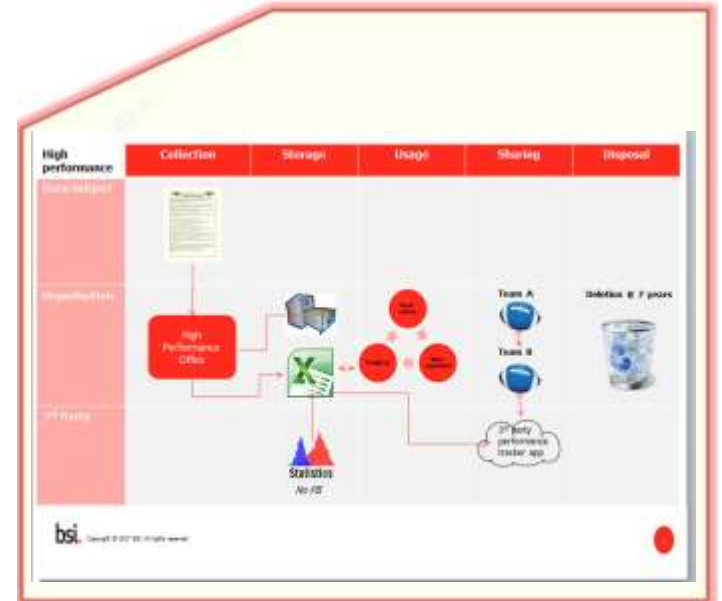 High
performance
Collection
Storage
Usage
Sharing
Disposal
Data Subject
Organisation
Team A
Deletion @ 7 years
High
Performance
Office
Team B
3rd Party
3rd Party
performance
tracker app
Statistics
No PII
bsi.